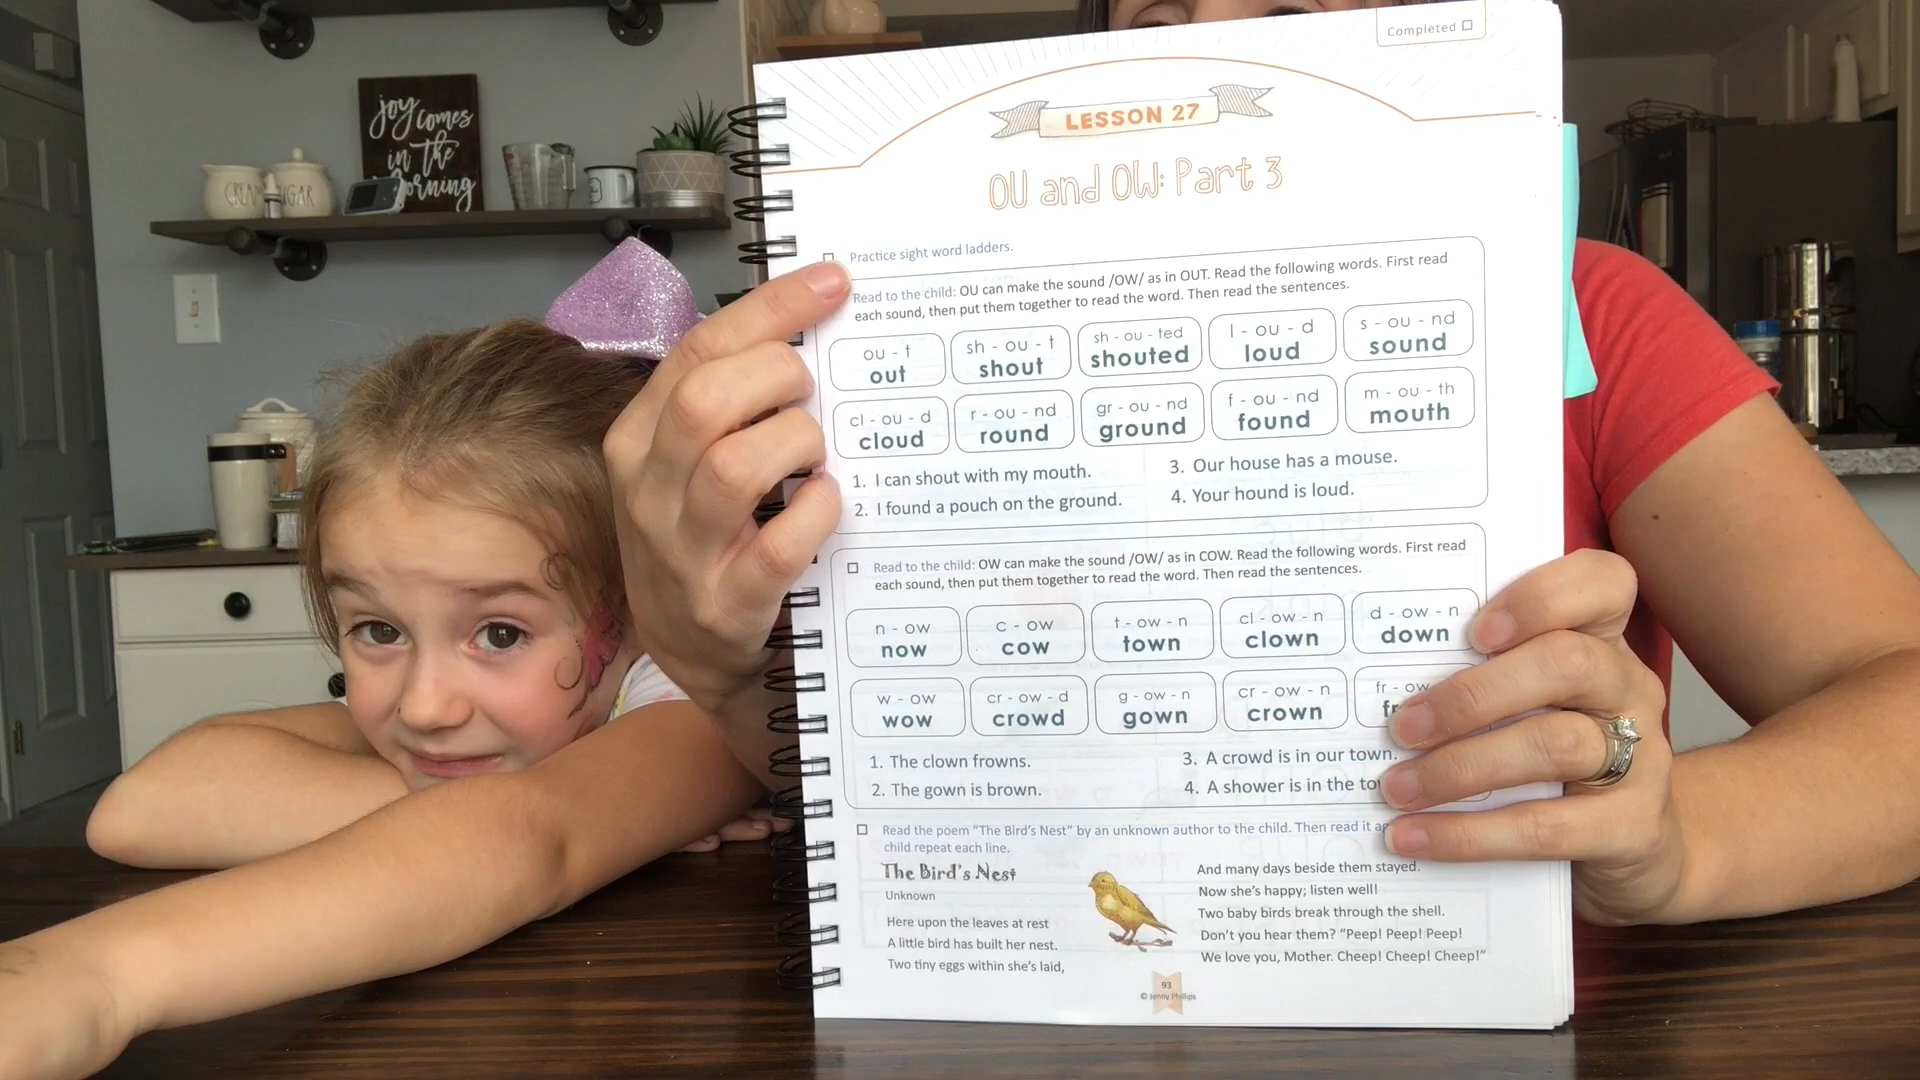 joy comes
in the
morning
CREAM
SUGAR
Completed
LESSON 27
OU and OW: Part 3
Practice sight word ladders.
Read to the child: OU can make the sound /OW/ as in OUT. Read the following words. First read
each sound, then put them together to read the word. Then read the sentences.
ou - t
out
sh - ou - t
shout
sh - ou - ted
shouted
l - ou - d
loud
s - ou - nd
sound
cl - ou - d
cloud
r - ou - nd
round
gr - ou - nd
ground
f - ou - nd
found
m - ou - th
mouth
1. I can shout with my mouth.
2. I found a pouch on the ground.
3. Our house has a mouse.
4. Your hound is loud.
Read to the child: OW can make the sound /OW/ as in COW. Read the following words. First read
each sound, then put them together to read the word. Then read the sentences.
n - ow
now
c - ow
cow
t - ow - n
town
cl - ow - n
clown
d - ow - n
down
w - ow
wow
cr - ow - d
crowd
g - ow - n
gown
cr - ow - n
crown
fr - ow
1. The clown frowns.
2. The gown is brown.
3. A crowd is in our town.
4. A shower is in the
Read the poem "The Bird's Nest" by an unknown author to the child. Then read it
child repeat each line.
The Bird's Nest
Unknown
Here upon the leaves at rest
A little bird has built her nest.
Two tiny eggs within she's laid,
And many days beside them stayed.
Now she's happy; listen well!
Two baby birds break through the shell.
Don't you hear them? "Peep! Peep! Peep!
We love you, Mother. Cheep! Cheep! Cheep!"
93
© Jenny Phillips